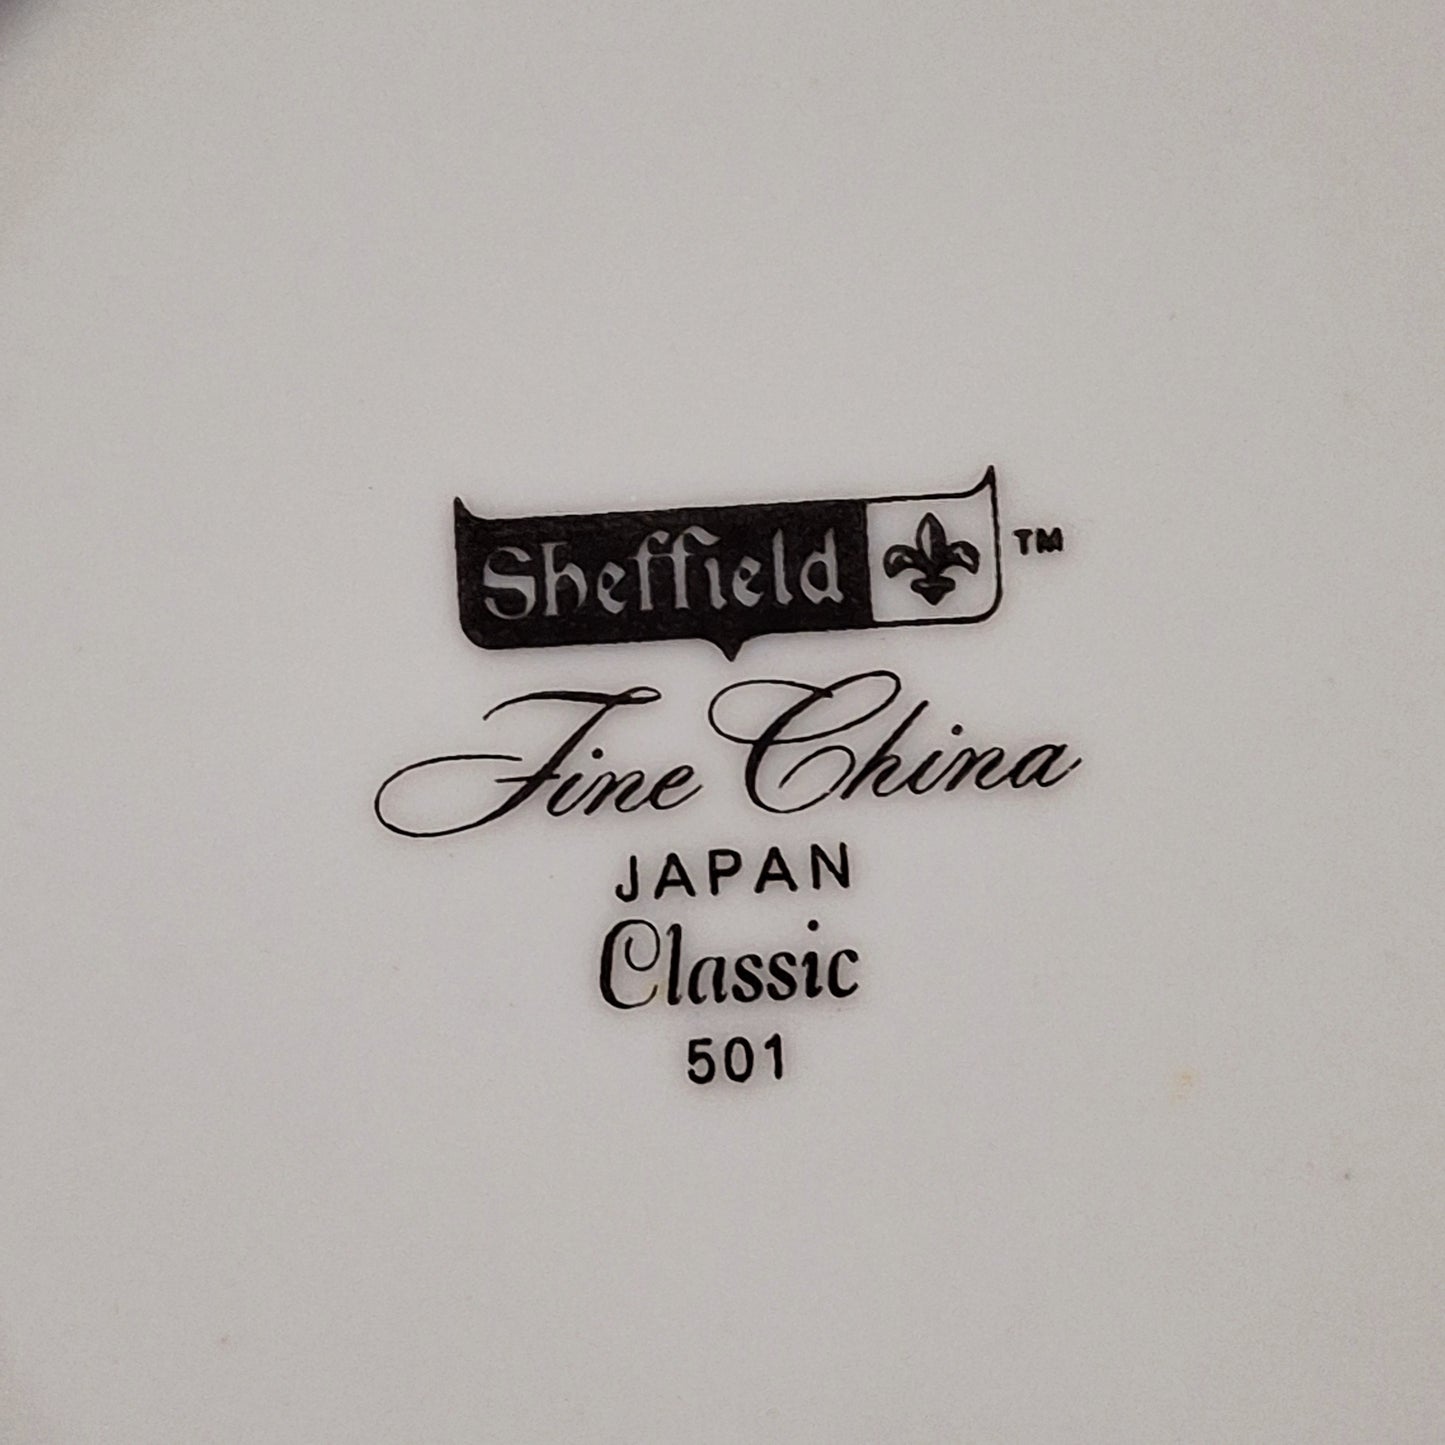 Sheffield TM
Fine China
JAPAN
Classic
501